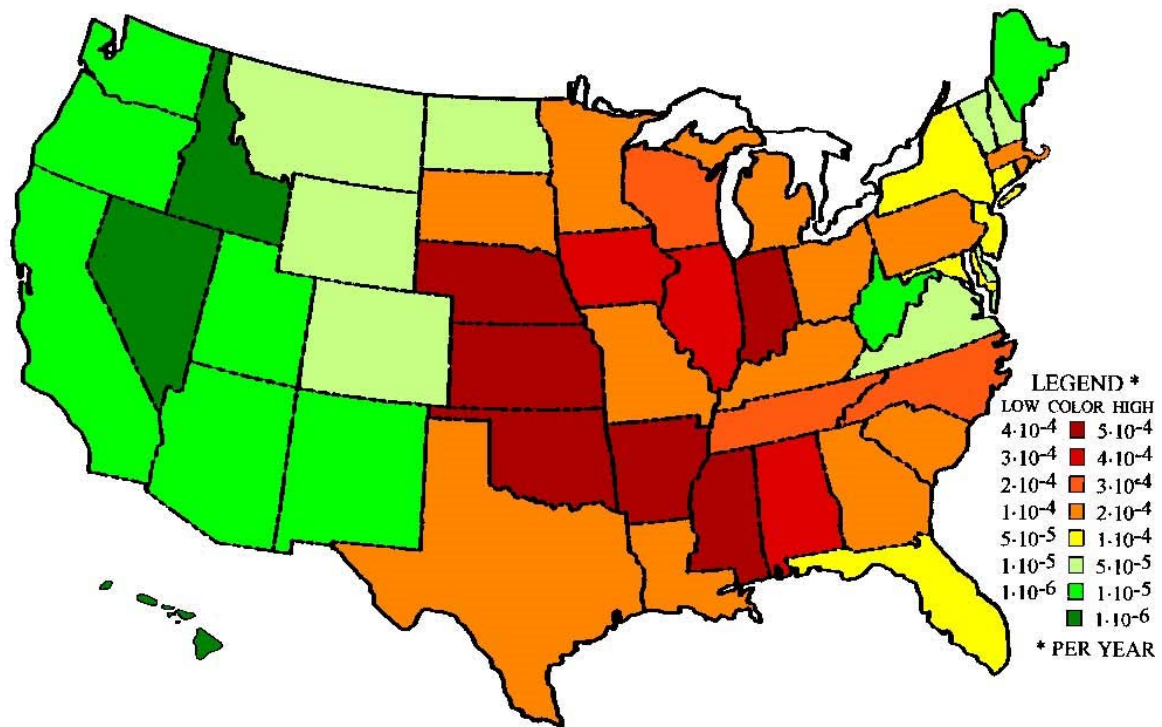 LEGEND *
LOW COLOR HIGH
4·10-4 5·10-4
3·10-4 4·10-4
2·10-4 3·10-4
1·10-4 2·10-4
5·10-5 1·10-4
1·10-5 5·10-5
1·10-6 1·10-5
1·10-6
* PER YEAR